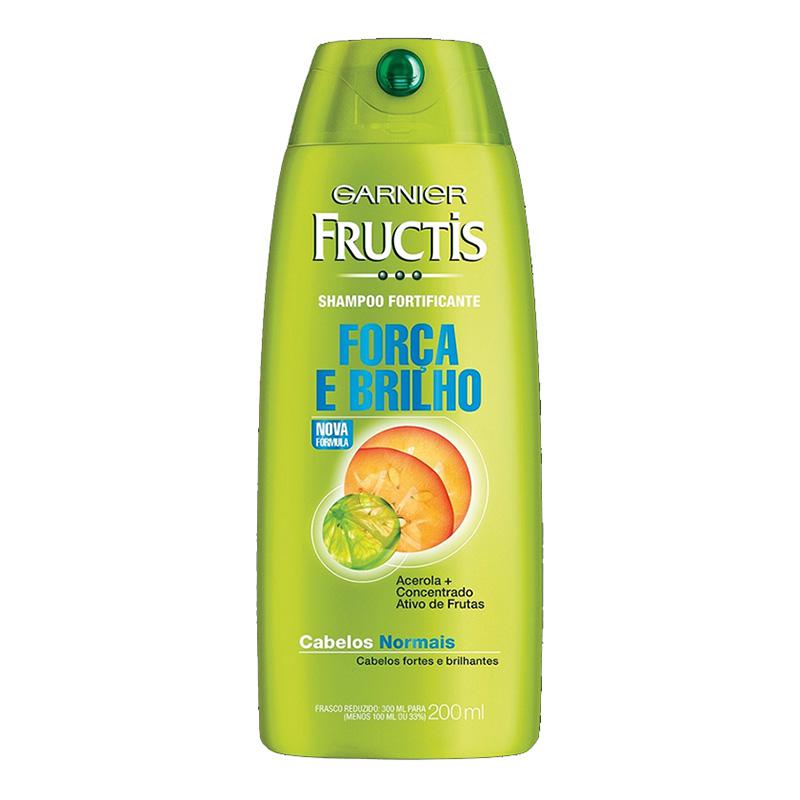 GARNIER
FRUCTIS
SHAMPOO FORTIFICANTE
FORÇA
E BRILHO
NOVA
FÓRMULA
Acerola +
Concentrado
Ativo de Frutas
Cabelos Normais
Cabelos fortes e brilhantes
FRASCO REDUZIDO: 300 ML PARA
(MENOS 100 ML OU 33%) 200ml